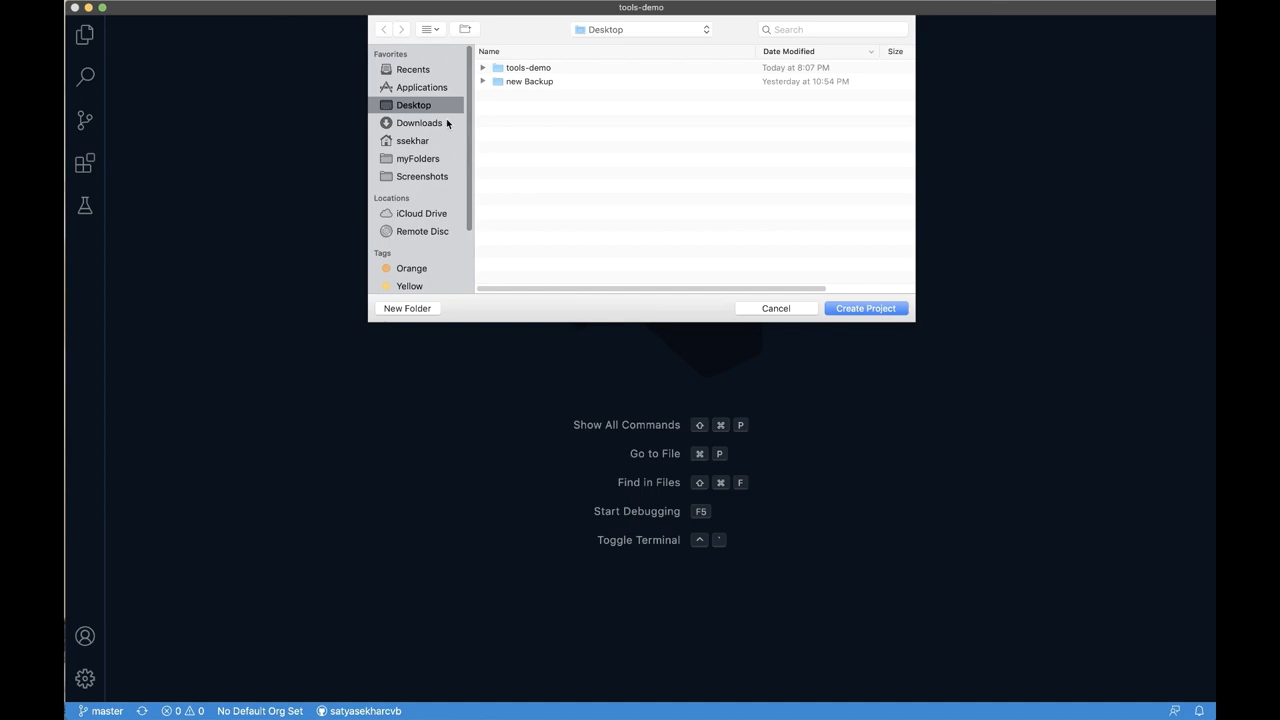 tools-demo
Desktop
Search
Favorites
Recents
Applications
Desktop
Downloads
ssekhar
myFolders
Screenshots
Locations
iCloud Drive
Remote Disc
Tags
Orange
Yellow
Name Date Modified Size
tools-demo Today at 8:07 PM
new Backup Yesterday at 10:54 PM
New Folder Cancel Create Project
Show All Commands ⇧ ⌘ P
Go to File ⌘ P
Find in Files ⇧ ⌘ F
Start Debugging F5
Toggle Terminal ^ `
master 0 0 No Default Org Set satyasekharcvb